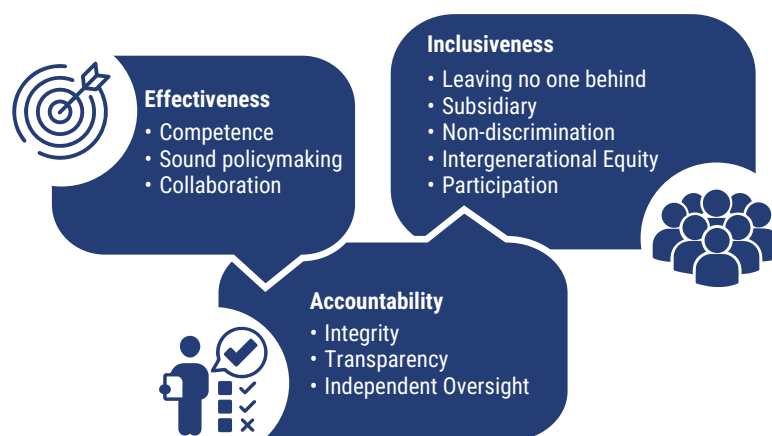 Effectiveness
• Competence
• Sound policymaking
• Collaboration
Inclusiveness
• Leaving no one behind
• Subsidiary
• Non-discrimination
• Intergenerational Equity
• Participation
Accountability
• Integrity
• Transparency
• Independent Oversight